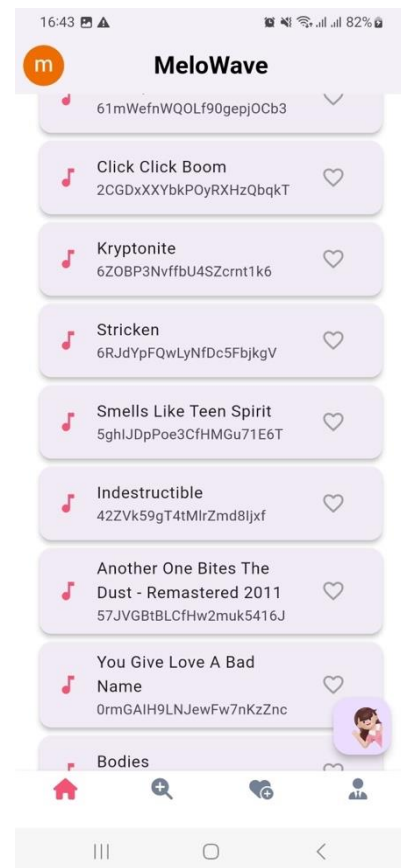 16:43
82%
m
MeloWave
61mWefnWQOLf90gepjOCb3
Click Click Boom
2CGDxXXYbkPOyRXHzQbqkT
Kryptonite
6ZOBP3NvffbU4SZcrnt1k6
Stricken
6RJdYpFQwLyNfDc5FbjkgV
Smells Like Teen Spirit
5ghIJDpPoe3CfHMGu71E6T
Indestructible
42ZVk59gT4tMlrZmd8Ijxf
Another One Bites The
Dust - Remastered 2011
57JVGBtBLCfHw2muk5416J
You Give Love A Bad
Name
0rmGAIH9LNJewFw7nKzZnc
Bodies